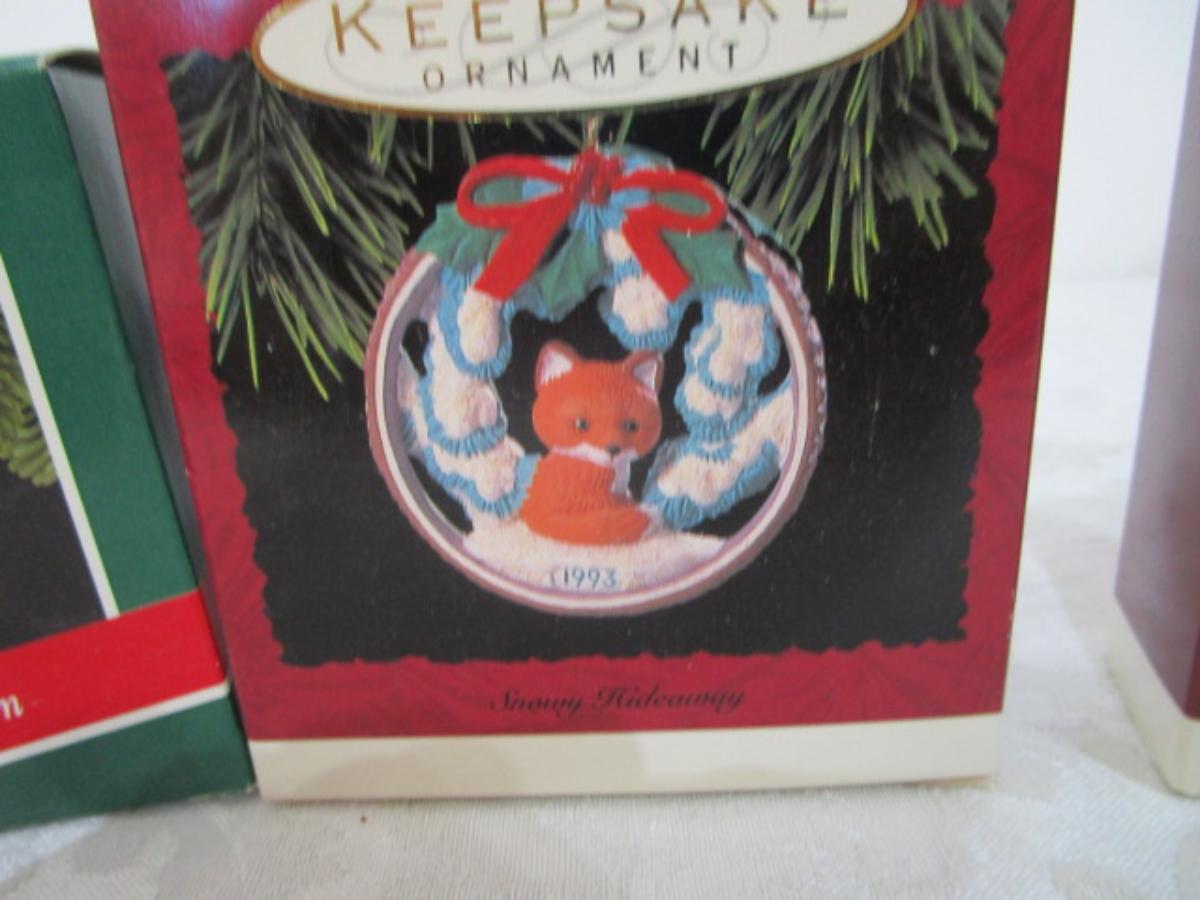 KEEPSAKE
ORNAMENT
1993
Snowy Hideaway
n